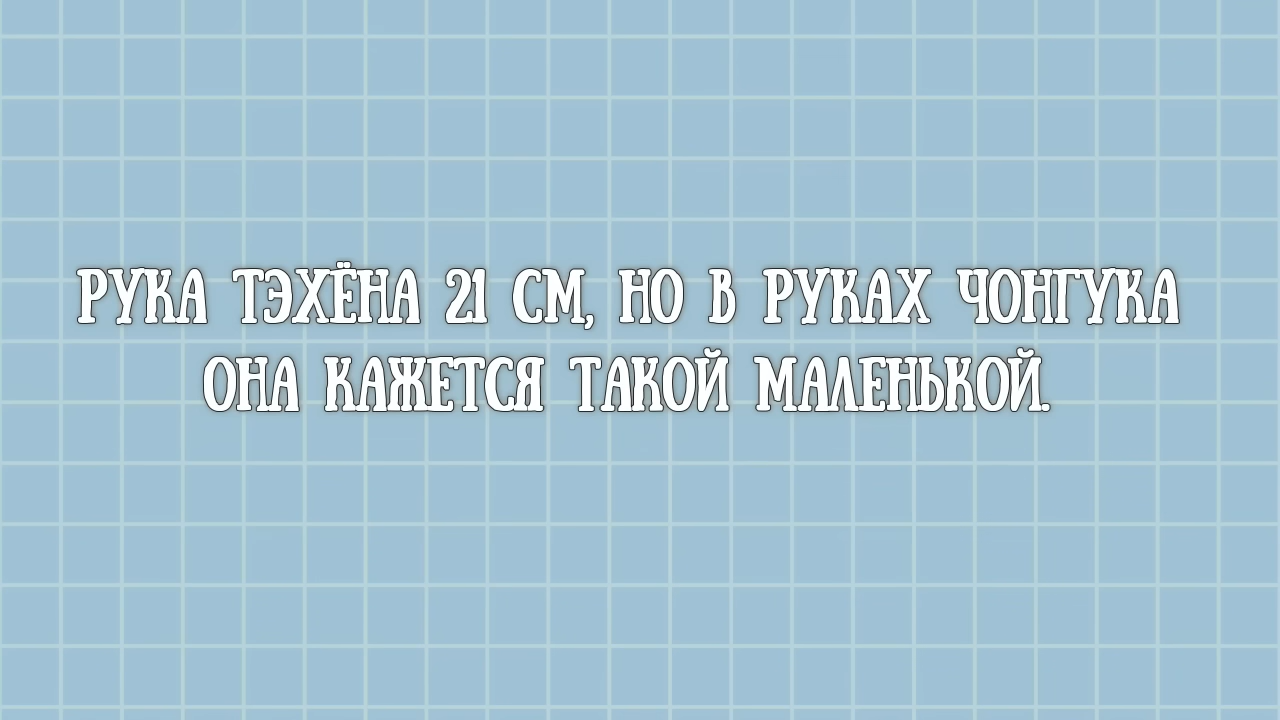 РУКА ТЭХЁНА 21 СМ, НО В РУКАХ ЧОНГУКА
ОНА КАЖЕТСЯ ТАКОЙ МАЛЕНЬКОЙ.